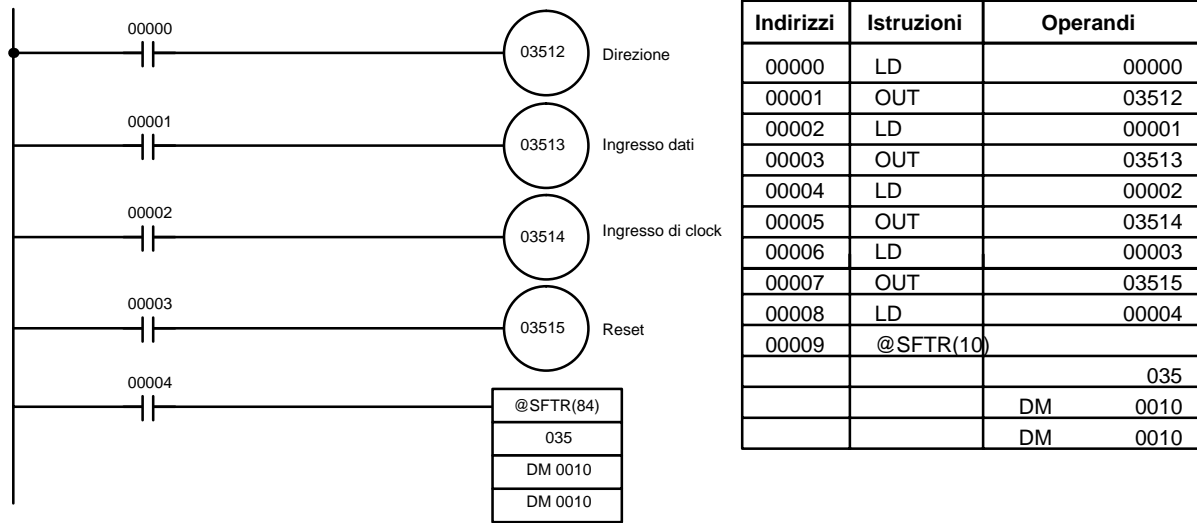 00000
03512 Direzione
00001
03513 Ingresso dati
00002
03514 Ingresso di clock
00003
03515 Reset
00004
@SFTR(84)
035
DM 0010
DM 0010
Indirizzi Istruzioni Operandi
00000 LD 00000
00001 OUT 03512
00002 LD 00001
00003 OUT 03513
00004 LD 00002
00005 OUT 03514
00006 LD 00003
00007 OUT 03515
00008 LD 00004
00009 @SFTR(10)
035
DM 0010
DM 0010